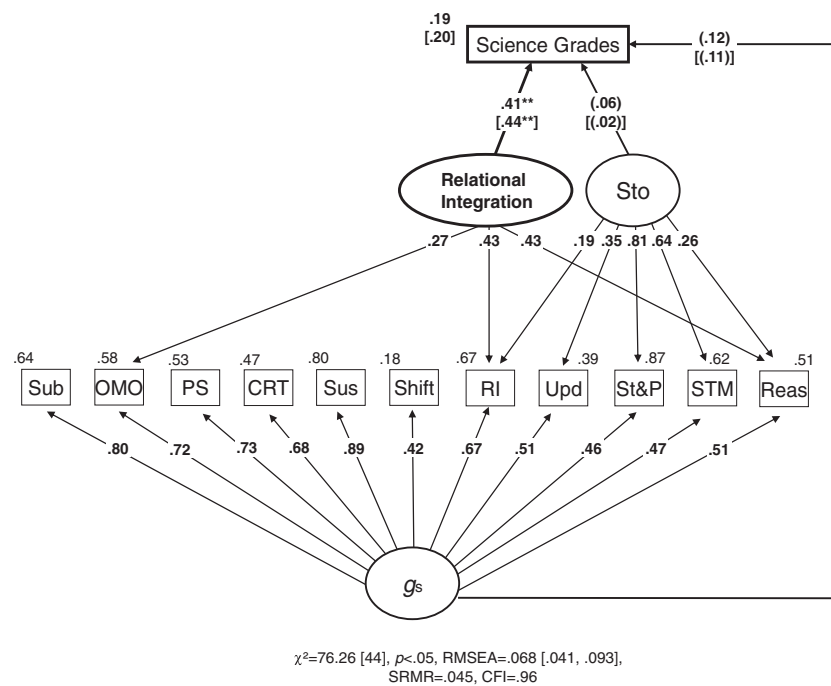 .19
[.20]
Science Grades
(.12)
[(.11)]
.41**
[.44**]
(.06)
[(.02)]
Relational
Integration
Sto
.27 .43 .43 .19 .35 .81 .64 .26
.64 .58 .53 .47 .80 .18 .67 .39 .87 .62 .51
Sub OMO PS CRT Sus Shift RI Upd St&P STM Reas
.80 .72 .73 .68 .89 .42 .67 .51 .46 .47 .51
gs
χ²=76.26 [44], p<.05, RMSEA=.068 [.041, .093],
SRMR=.045, CFI=.96